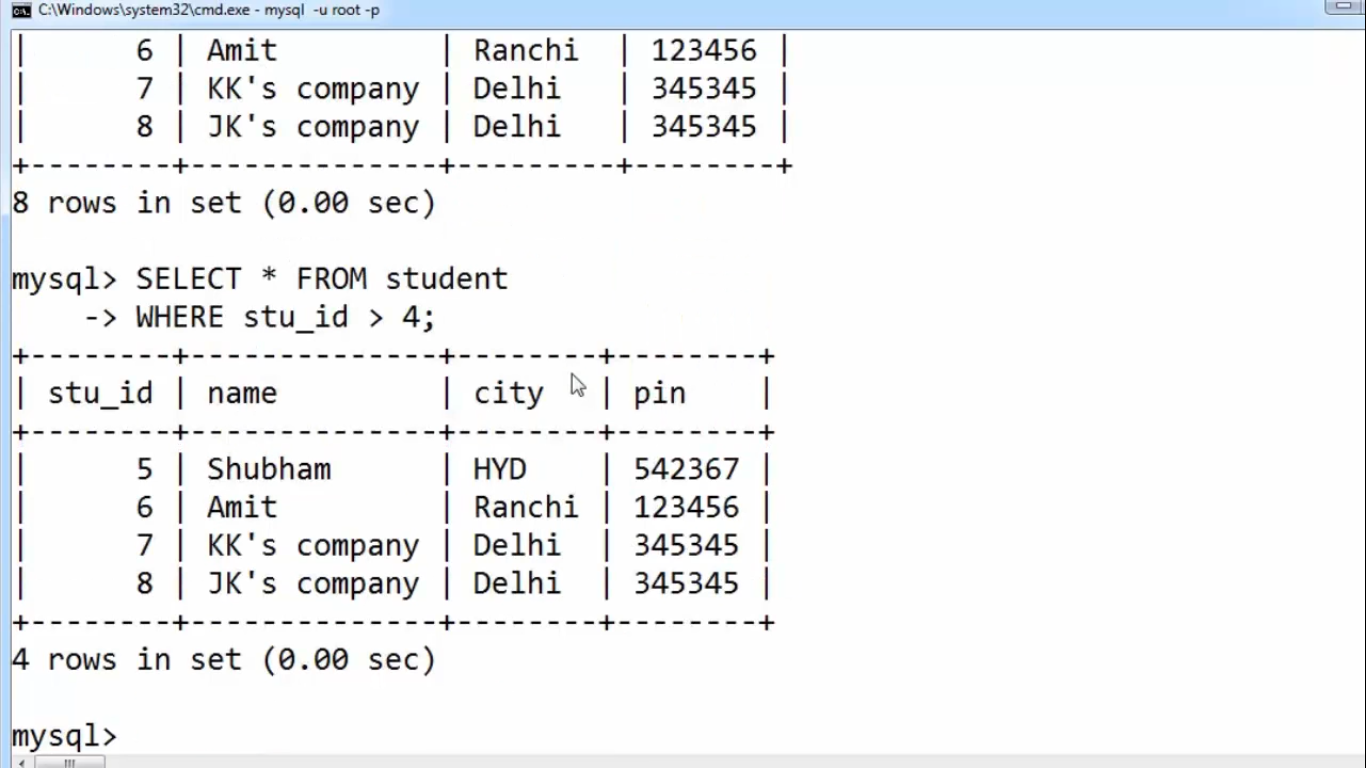 C:\Windows\system32\cmd.exe - mysql  -u root -p
|      6 | Amit         | Ranchi  | 123456 |
|      7 | KK's company | Delhi   | 345345 |
|      8 | JK's company | Delhi   | 345345 |
+--------+--------------+---------+--------+
8 rows in set (0.00 sec)
mysql> SELECT * FROM student
    -> WHERE stu_id > 4;
+--------+--------------+--------+--------+
| stu_id | name         | city   | pin    |
+--------+--------------+--------+--------+
|      5 | Shubham      | HYD    | 542367 |
|      6 | Amit         | Ranchi | 123456 |
|      7 | KK's company | Delhi  | 345345 |
|      8 | JK's company | Delhi  | 345345 |
+--------+--------------+--------+--------+
4 rows in set (0.00 sec)
mysql>